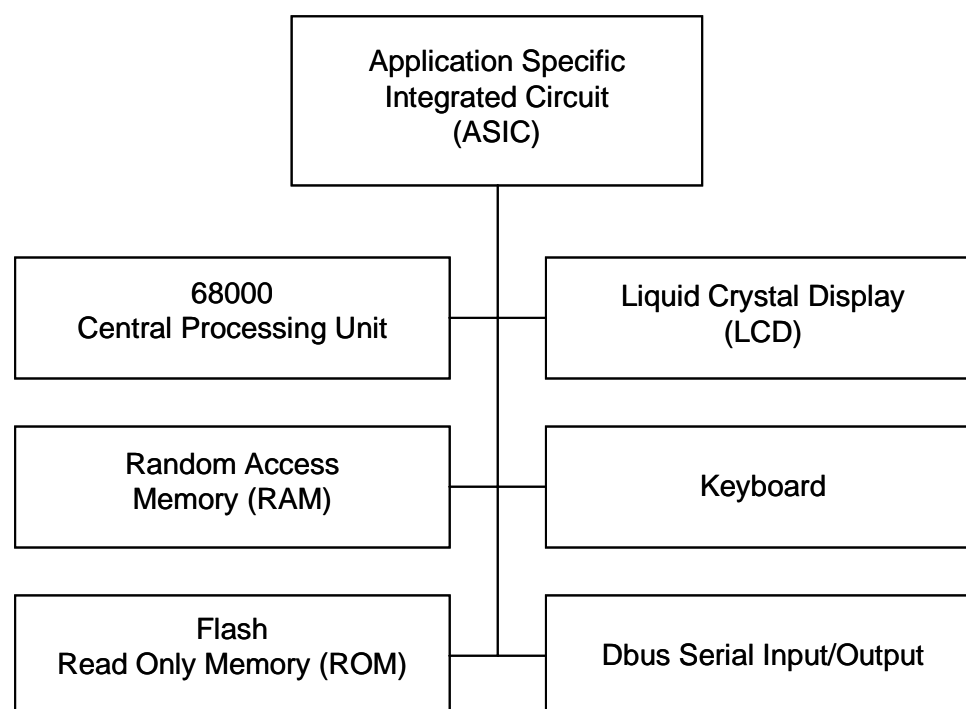 Application Specific
Integrated Circuit
(ASIC)
68000
Central Processing Unit
Liquid Crystal Display
(LCD)
Random Access
Memory (RAM)
Keyboard
Flash
Read Only Memory (ROM)
Dbus Serial Input/Output